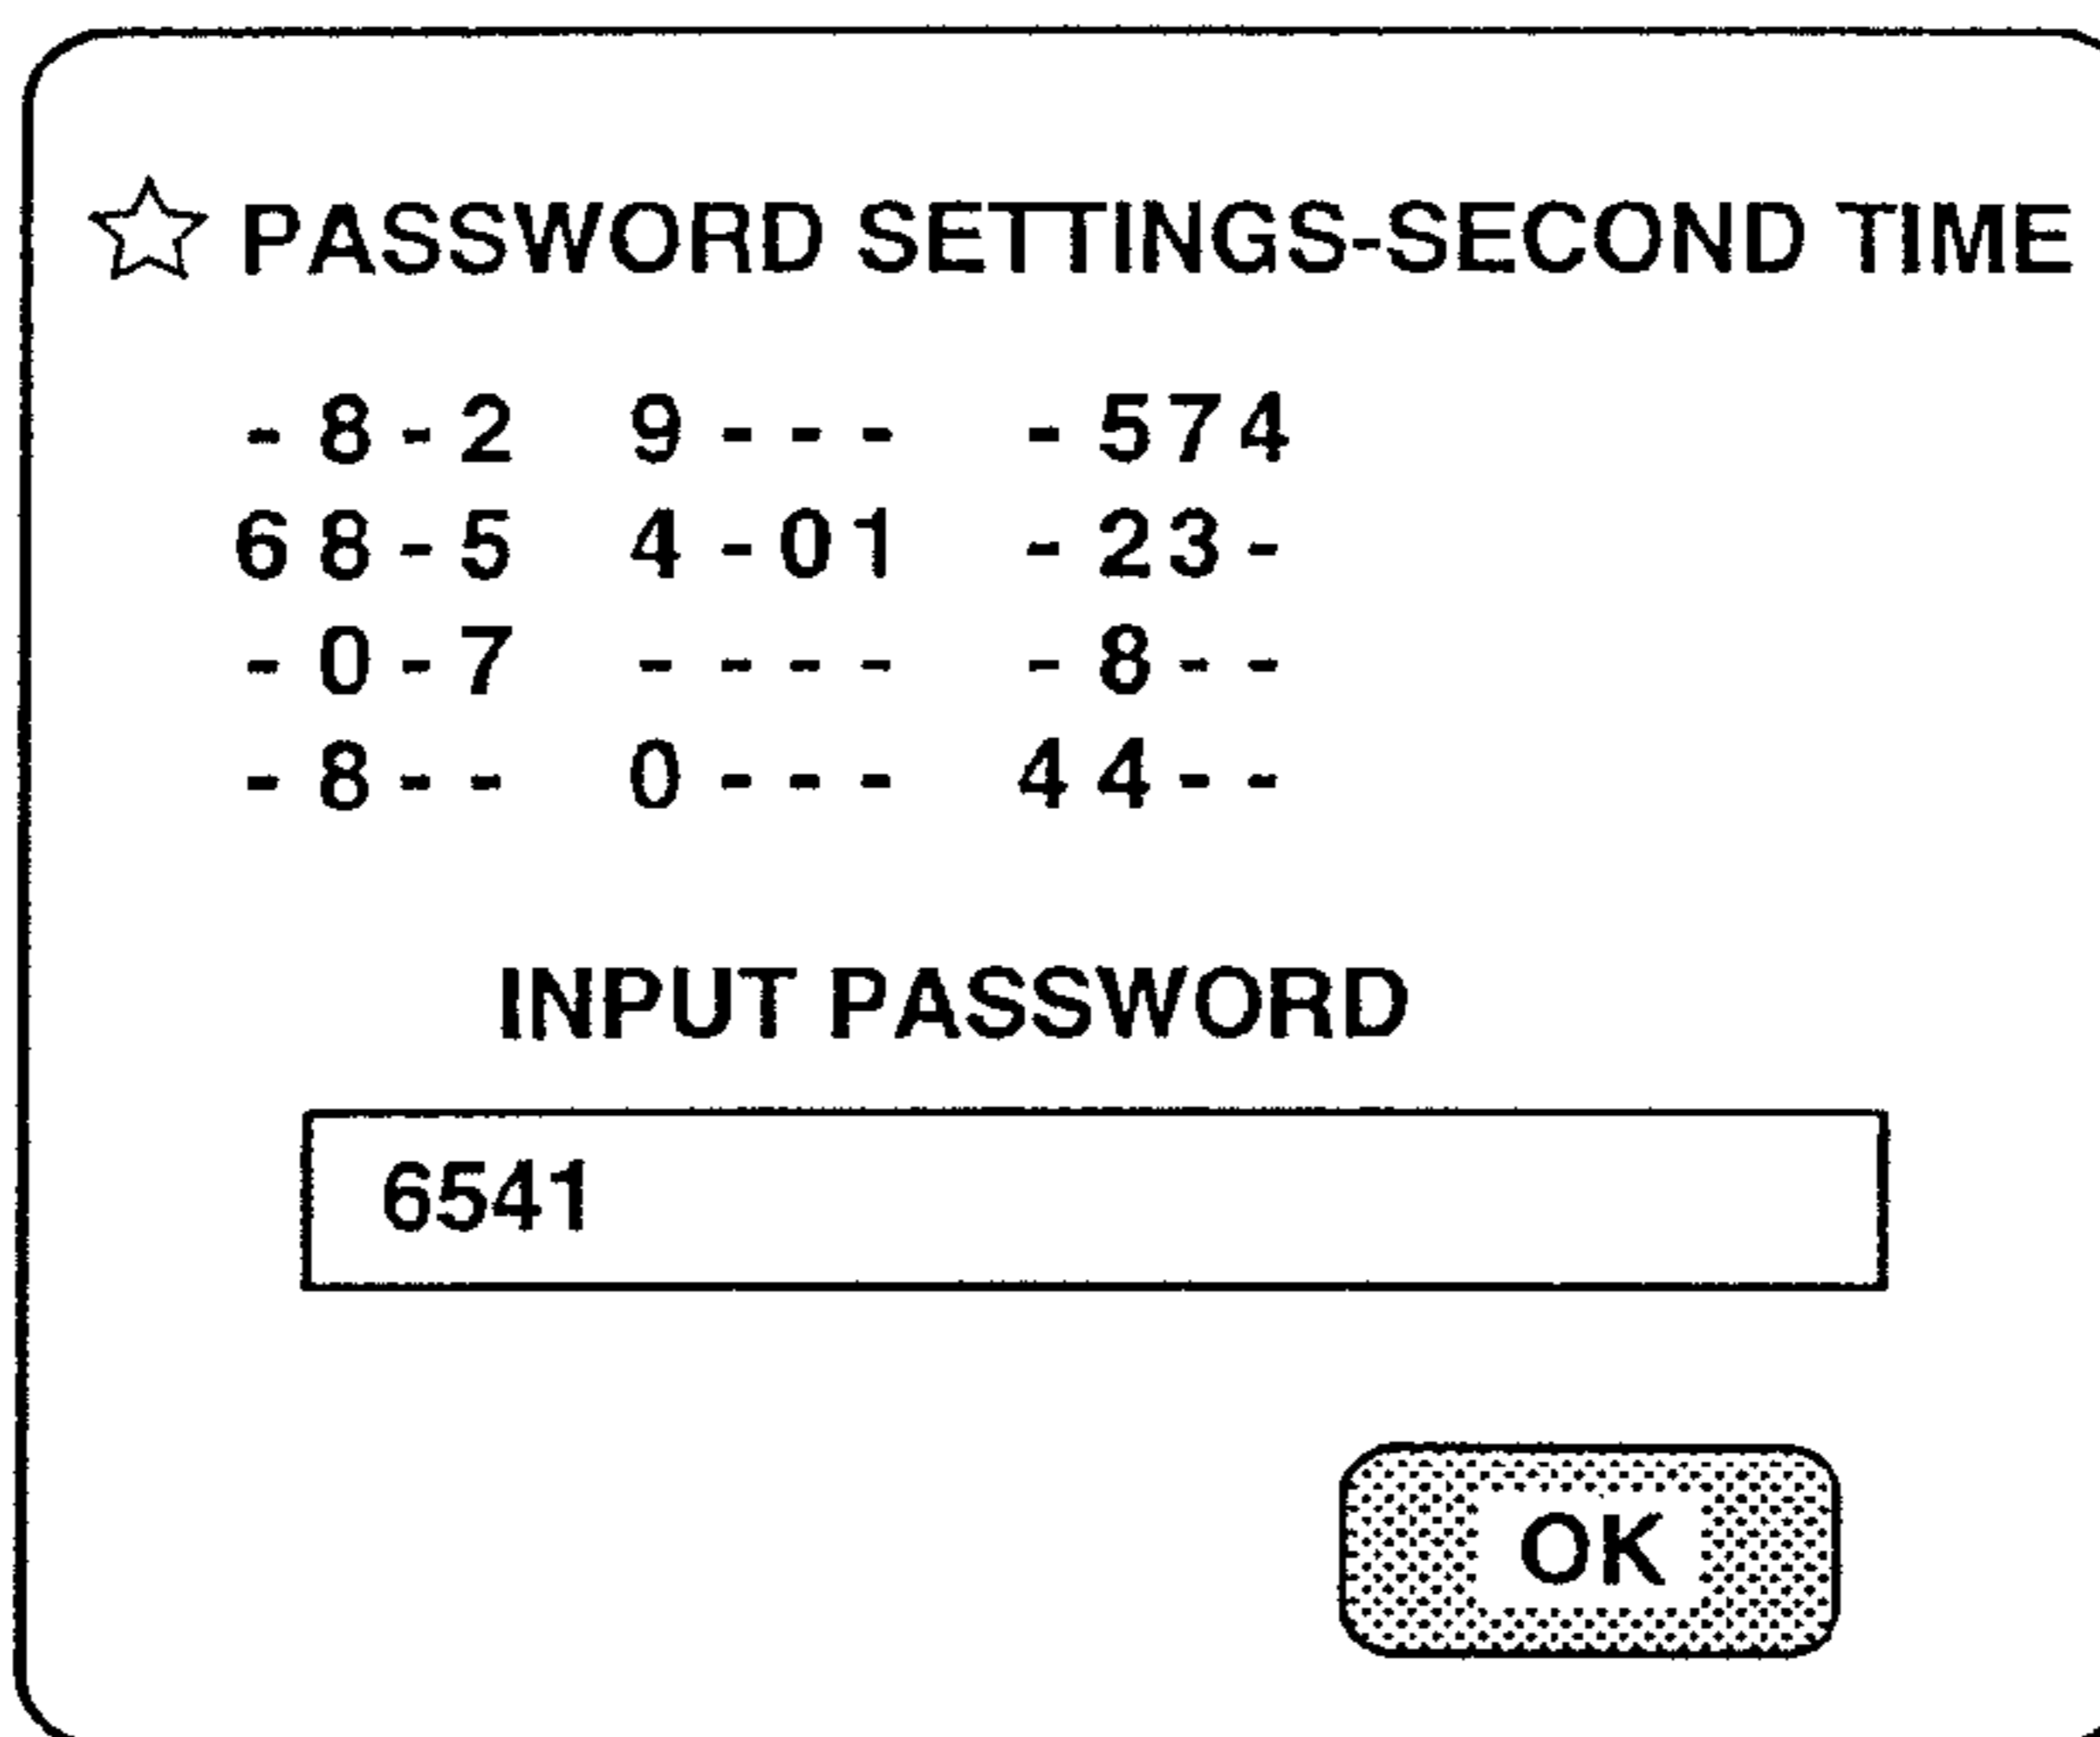 ☆ PASSWORD SETTINGS-SECOND TIME
-8-2 9--- -574
68-5 4-01 -23-
-0-7 ---- -8--
-8-- 0--- 44--
INPUT PASSWORD
6541
OK